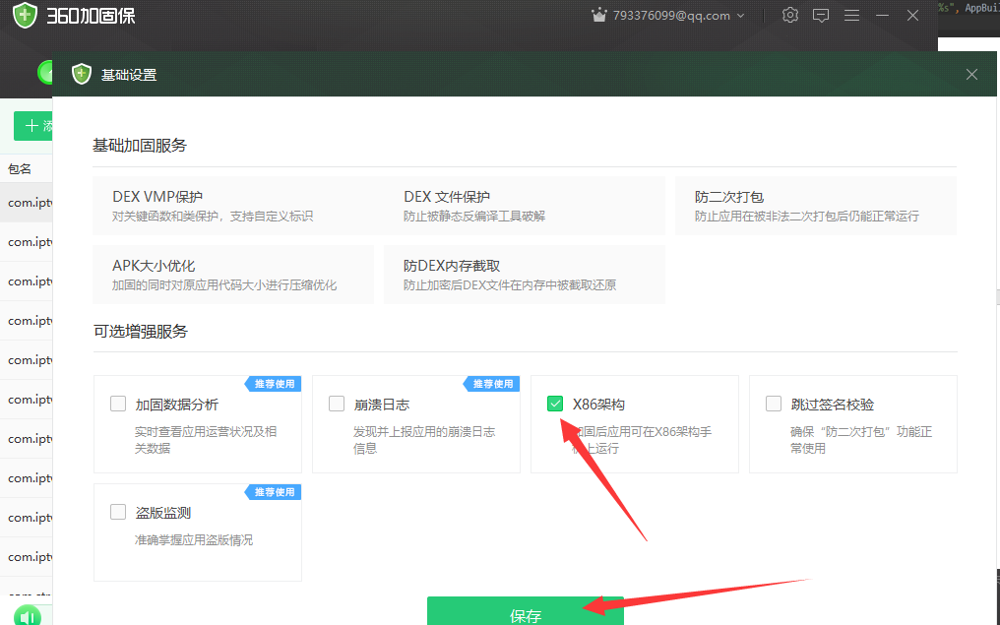 360加固保
793376099@qq.com
%s", AppBuil
基础设置
添
包名
com.ipt
com.ipt
com.ipt
com.ipt
com.ipt
com.ipt
com.ipt
com.ipt
com.ipt
com.ipt
基础加固服务
DEX VMP保护
对关键函数和类保护，支持自定义标识
DEX 文件保护
防止被静态反编译工具破解
防二次打包
防止应用在被非法二次打包后仍能正常运行
APK大小优化
加固的同时对原应用代码大小进行压缩优化
防DEX内存截取
防止加密后DEX文件在内存中被截取还原
可选增强服务
推荐使用
加固数据分析
实时查看应用运营状况及相
关数据
推荐使用
崩溃日志
发现并上报应用的崩溃日志
信息
X86架构
加固后应用可在X86架构手
机上运行
跳过签名校验
确保“防二次打包”功能正
常使用
推荐使用
盗版监测
准确掌握应用盗版情况
保存